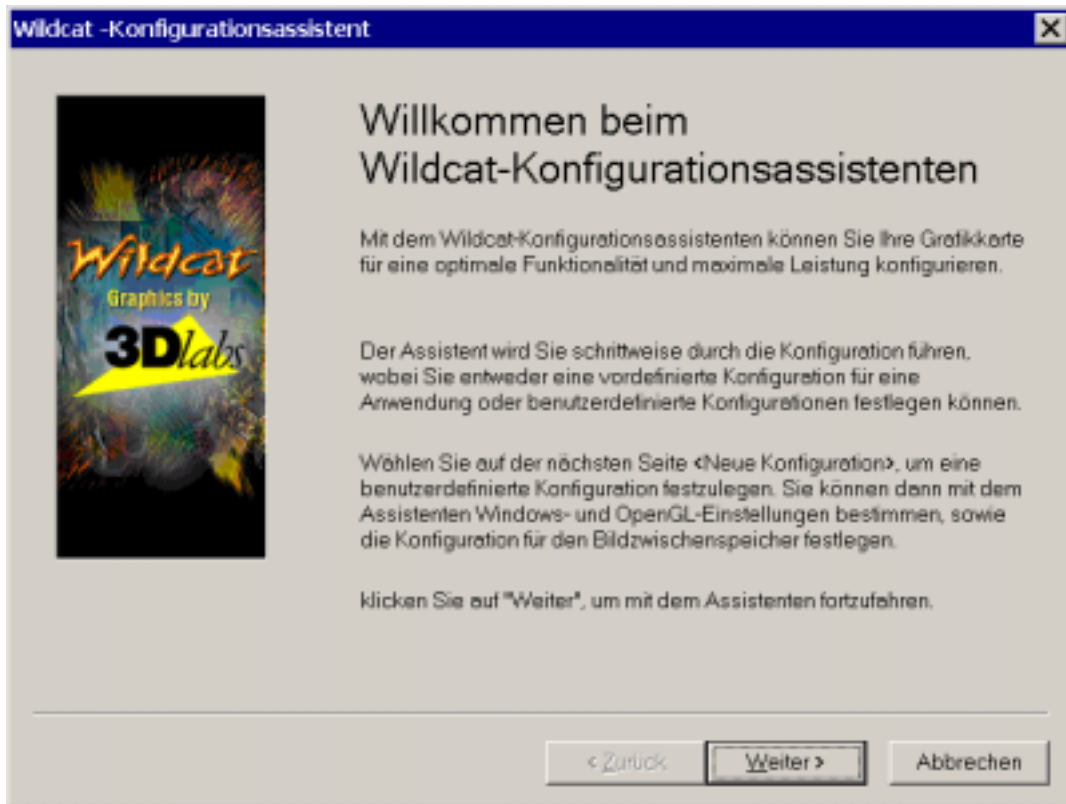 Wildcat -Konfigurationsassistent
Wildcat
Graphics by
3Dlabs
Willkommen beim
Wildcat-Konfigurationsassistenten
Mit dem Wildcat-Konfigurationsassistenten können Sie Ihre Grafikkarte
für eine optimale Funktionalität und maximale Leistung konfigurieren.
Der Assistent wird Sie schrittweise durch die Konfiguration führen,
wobei Sie entweder eine vordefinierte Konfiguration für eine
Anwendung oder benutzerdefinierte Konfigurationen festlegen können.
Wählen Sie auf der nächsten Seite <Neue Konfiguration>, um eine
benutzerdefinierte Konfiguration festzulegen. Sie können dann mit dem
Assistenten Windows- und OpenGL-Einstellungen bestimmen, sowie
die Konfiguration für den Bildzwischenspeicher festlegen.
klicken Sie auf "Weiter", um mit dem Assistenten fortzufahren.
< Zurück
Weiter >
Abbrechen